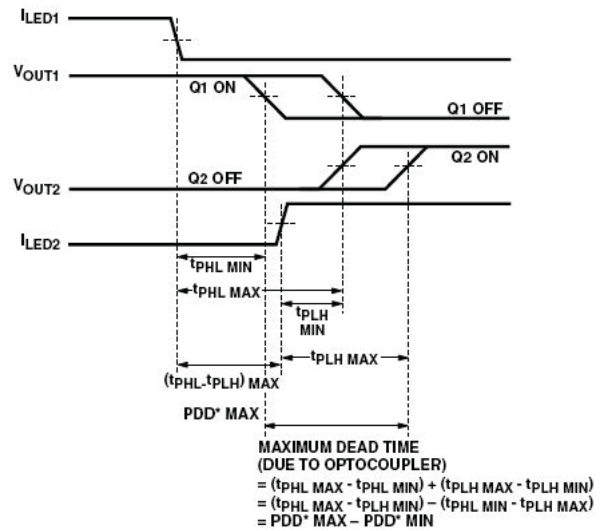 ILED1
VOUT1
Q1 ON
Q1 OFF
Q2 ON
Q2 OFF
VOUT2
ILED2
tPHL MIN
tPHL MAX
tPLH
MIN
tPLH MAX
(tPHL-tPLH) MAX
PDD* MAX
MAXIMUM DEAD TIME
(DUE TO OPTOCOUPLER)
= (tPHL MAX - tPHL MIN) + (tPLH MAX - tPLH MIN)
= (tPHL MAX - tPLH MIN) – (tPHL MIN - tPLH MAX)
= PDD* MAX – PDD* MIN